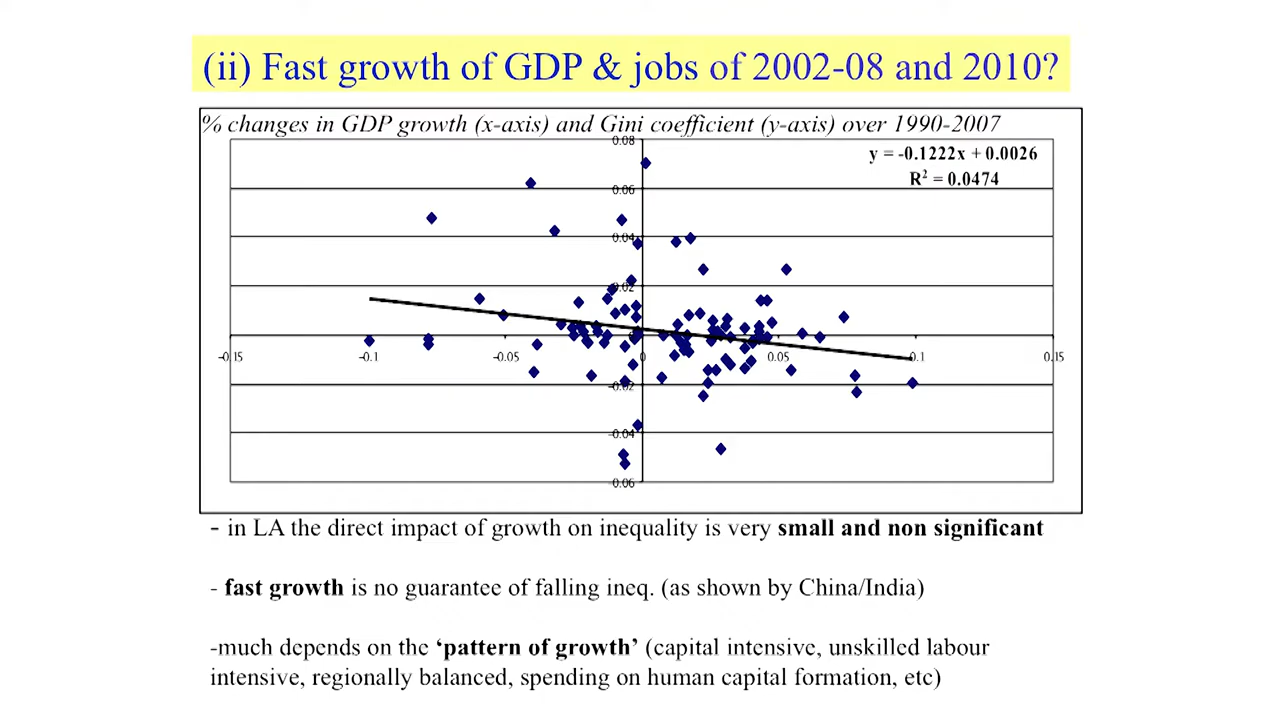 (ii) Fast growth of GDP & jobs of 2002-08 and 2010?
% changes in GDP growth (x-axis) and Gini coefficient (y-axis) over 1990-2007
0.08
y = -0.1222x + 0.0026
R² = 0.0474
0.06
0.04
0.02
-0.15 -0.1 -0.05 0 0.05 0.1 0.15
-0.02
-0.04
-0.06
- in LA the direct impact of growth on inequality is very small and non significant
- fast growth is no guarantee of falling ineq. (as shown by China/India)
-much depends on the ‘pattern of growth’ (capital intensive, unskilled labour
intensive, regionally balanced, spending on human capital formation, etc)